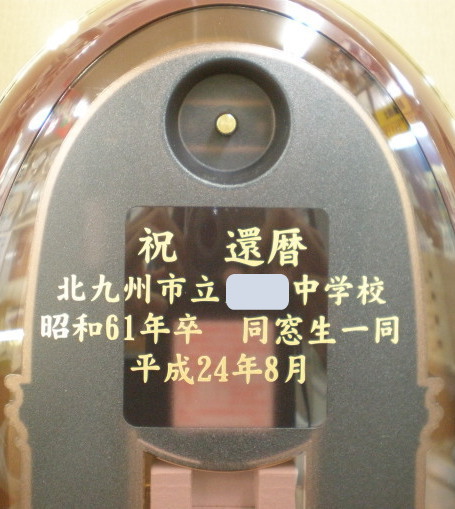 祝　還暦
北九州市立 中学校
昭和61年卒　同窓生一同
平成24年8月